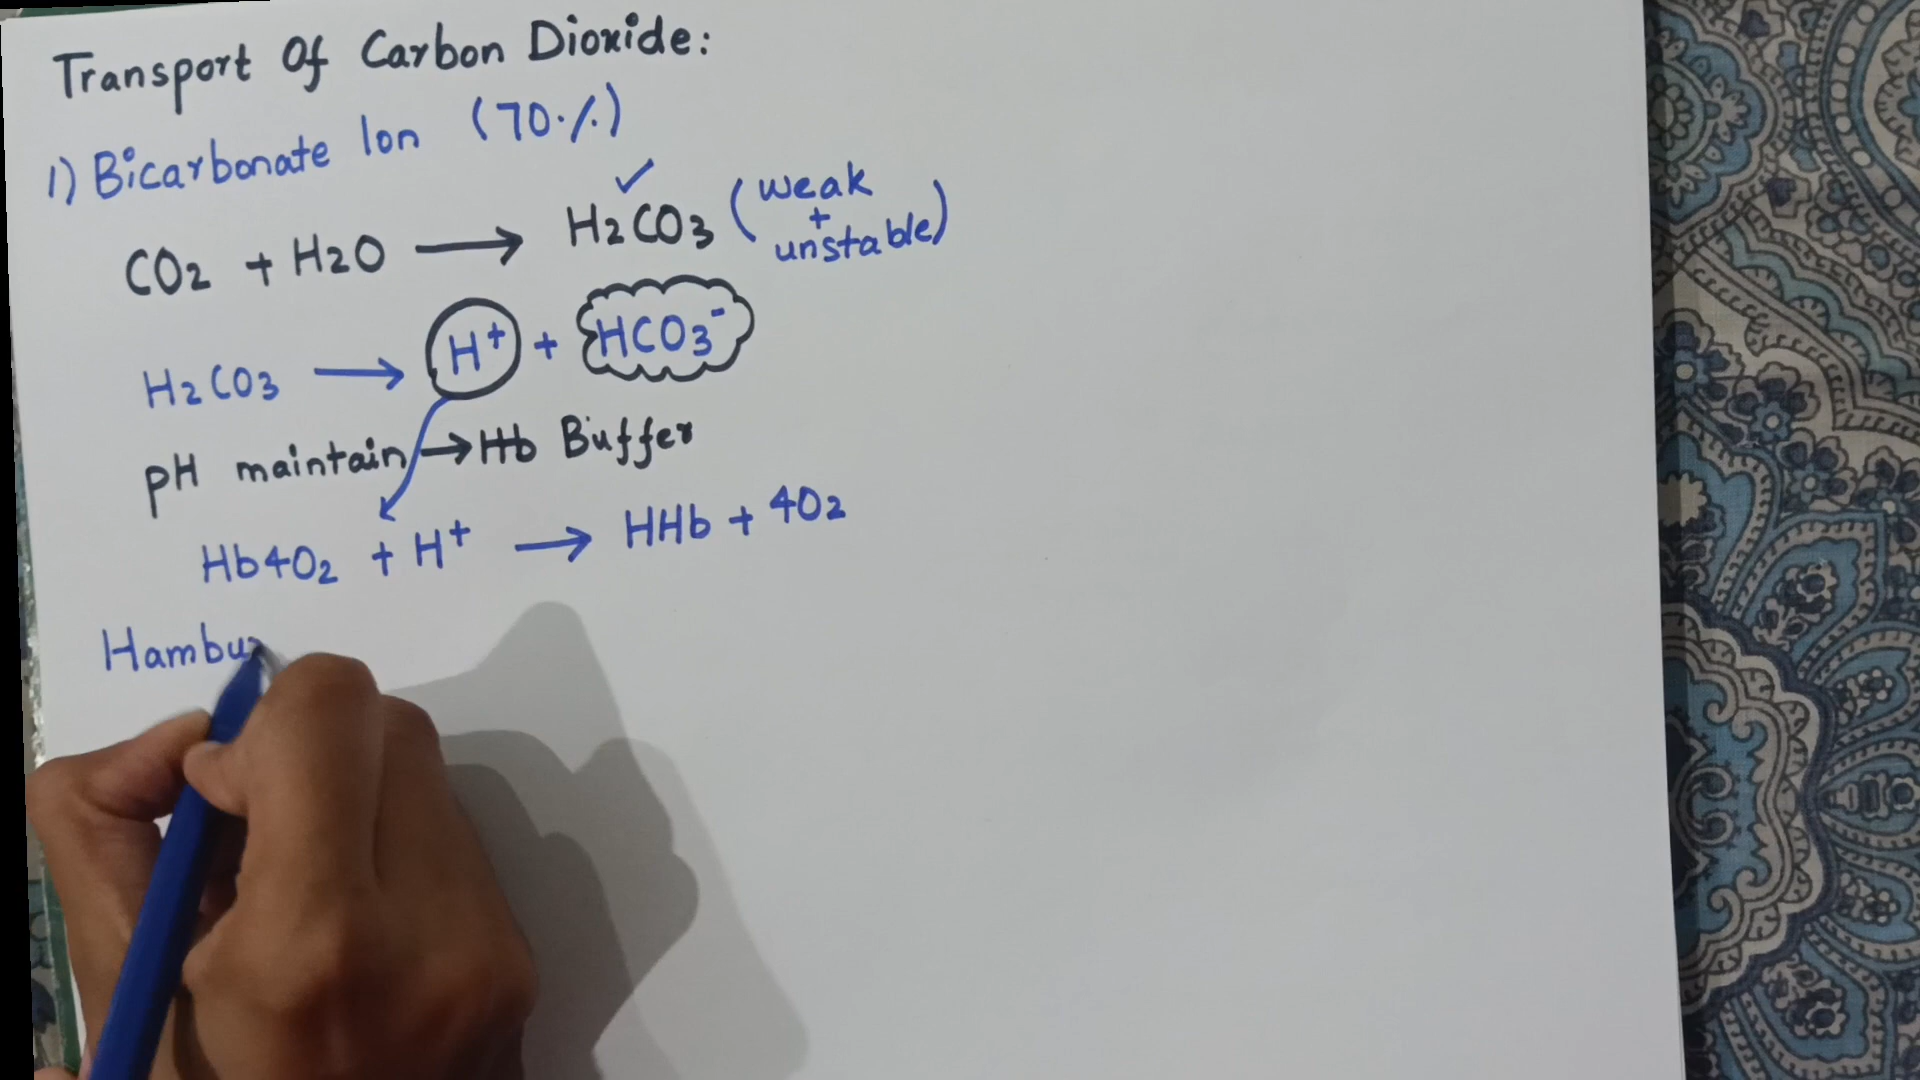 Transport Of Carbon Dioxide:
1) Bicarbonate Ion (70%)
CO2 + H2O → H2CO3 (weak + unstable)
H2CO3 → H+ + HCO3-
pH maintain → Hb Buffer
Hb4O2 + H+ → HHb + 4O2
Hambur